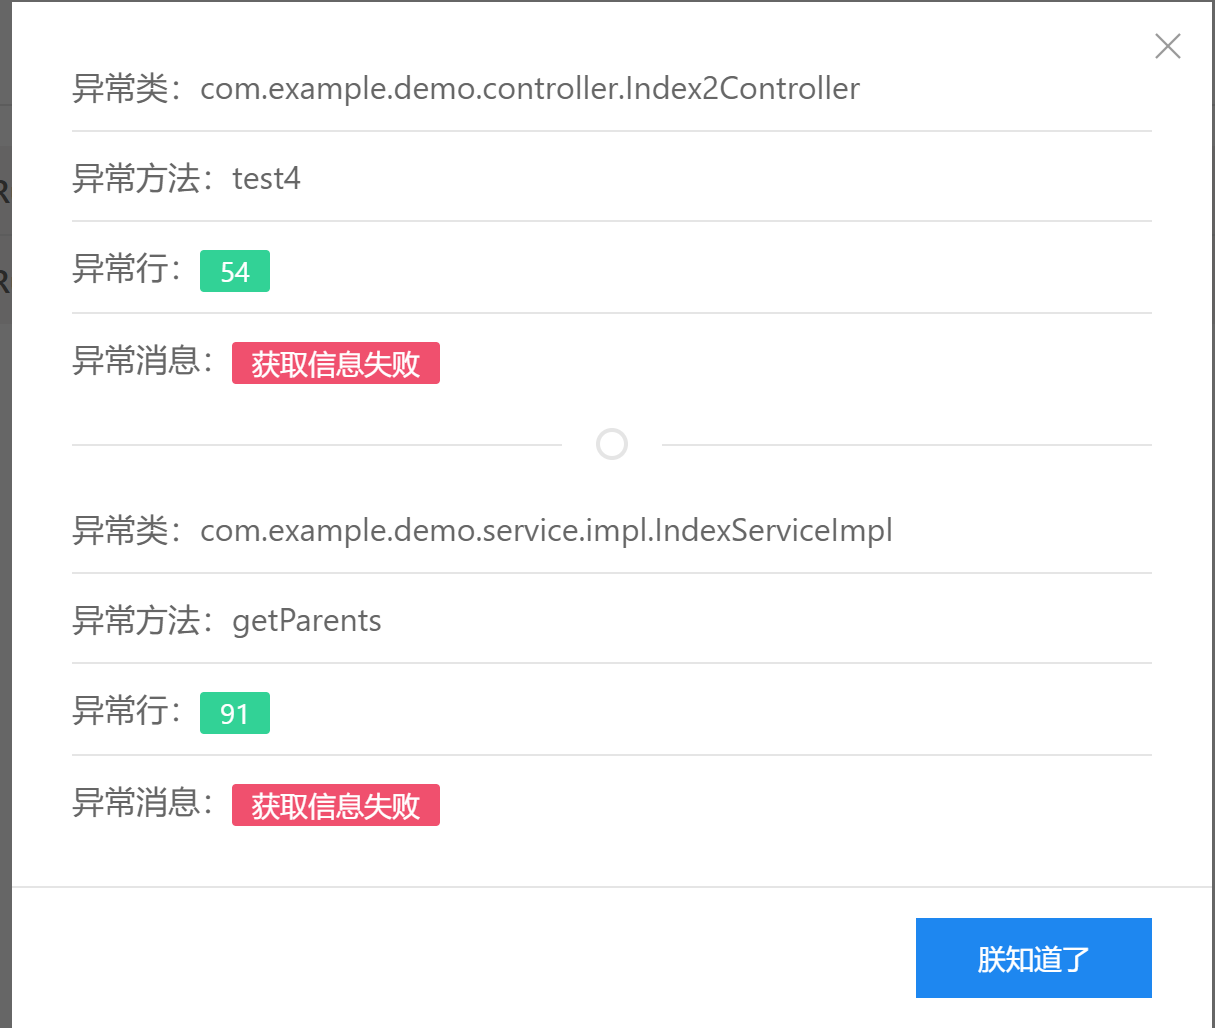 异常类：com.example.demo.controller.Index2Controller
异常方法：test4
异常行：54
异常消息：获取信息失败
异常类：com.example.demo.service.impl.IndexServiceImpl
异常方法：getParents
异常行：91
异常消息：获取信息失败
朕知道了
R
R